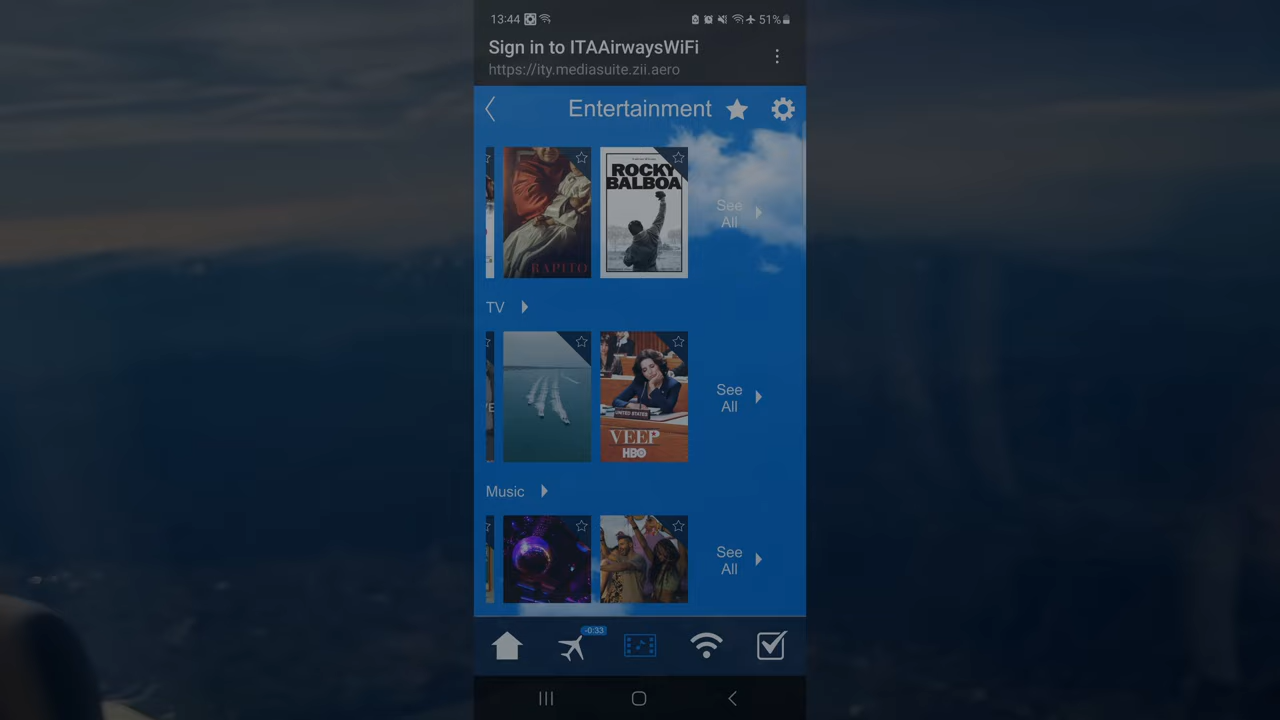 13:44
51%
Sign in to ITAAirwaysWiFi
https://ity.mediasuite.zii.aero
Entertainment
RAPITO
ROCKY
BALBOA
See
All
TV
UNITED STATES
VEEP
HBO
See
All
Music
See
All
-0:33